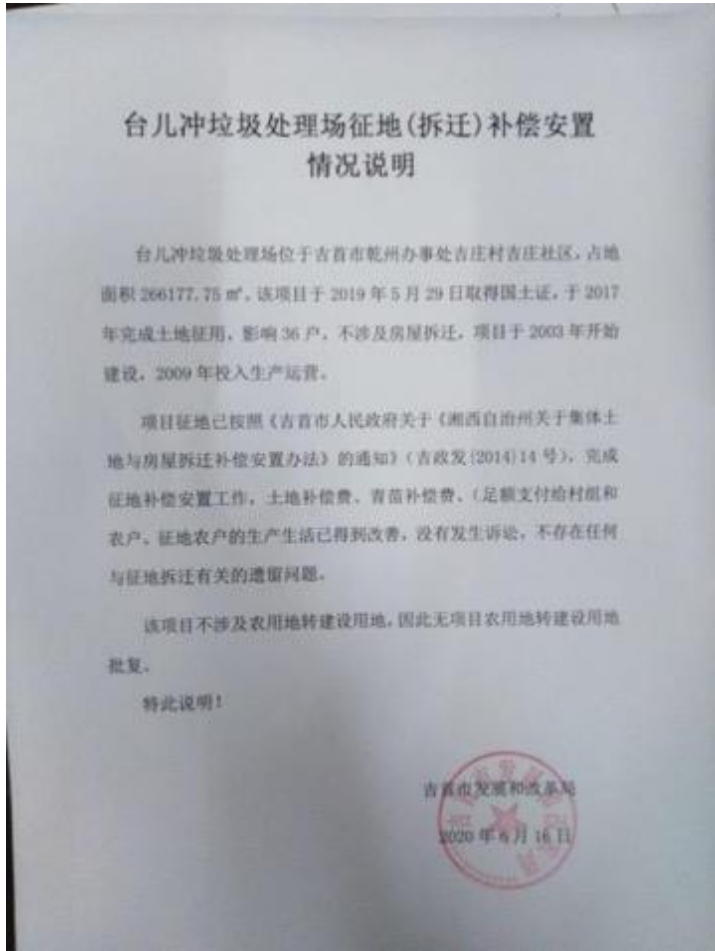 台儿冲垃圾处理场征地(拆迁)补偿安置
情况说明
台儿冲垃圾处理场位于吉首市乾州办事处吉庄村吉庄社区,占地
面积 266177.75 ㎡,该项目于 2019 年 5 月 29 日取得国土证,于 2017
年完成土地征用,影响 36 户,不涉及房屋拆迁,项目于 2003 年开始
建设,2009 年投入生产运营。
项目征地已按照《吉首市人民政府关于《湘西自治州关于集体土
地与房屋拆迁补偿安置办法》的通知》(吉政发[2014]14 号),完成
征地补偿安置工作,土地补偿费、青苗补偿费、(足额支付给村组和
农户。征地农户的生产生活已得到改善,没有发生诉讼,不存在任何
与征地拆迁有关的遗留问题。
该项目不涉及农用地转建设用地,因此无项目农用地转建设用地
批复。
特此说明!
吉首市发展和改革局
2020 年 6 月 16 日